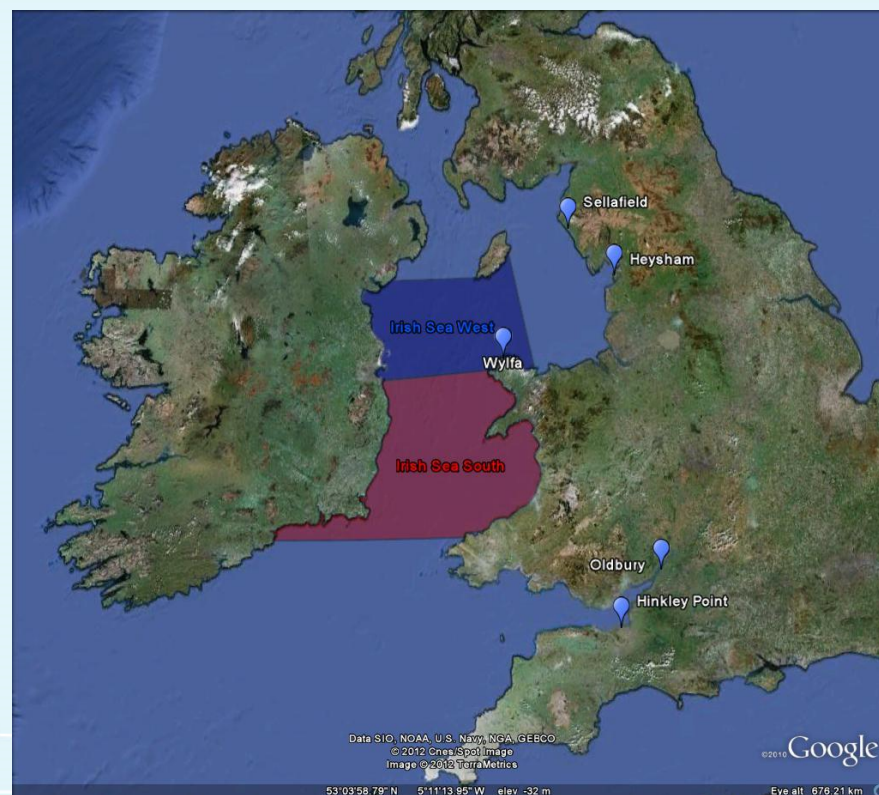 Sellafield
Heysham
Irish Sea West
Wylfa
Irish Sea South
Oldbury
Hinkley Point
Data SIO, NOAA, U.S. Navy, NGA, GEBCO
© 2012 Cnes/Spot Image
Image © 2012 TerraMetrics
©2010 Google
53°03'58.79" N 5°11'13.95" W elev -32 m
Eye alt 676.21 km